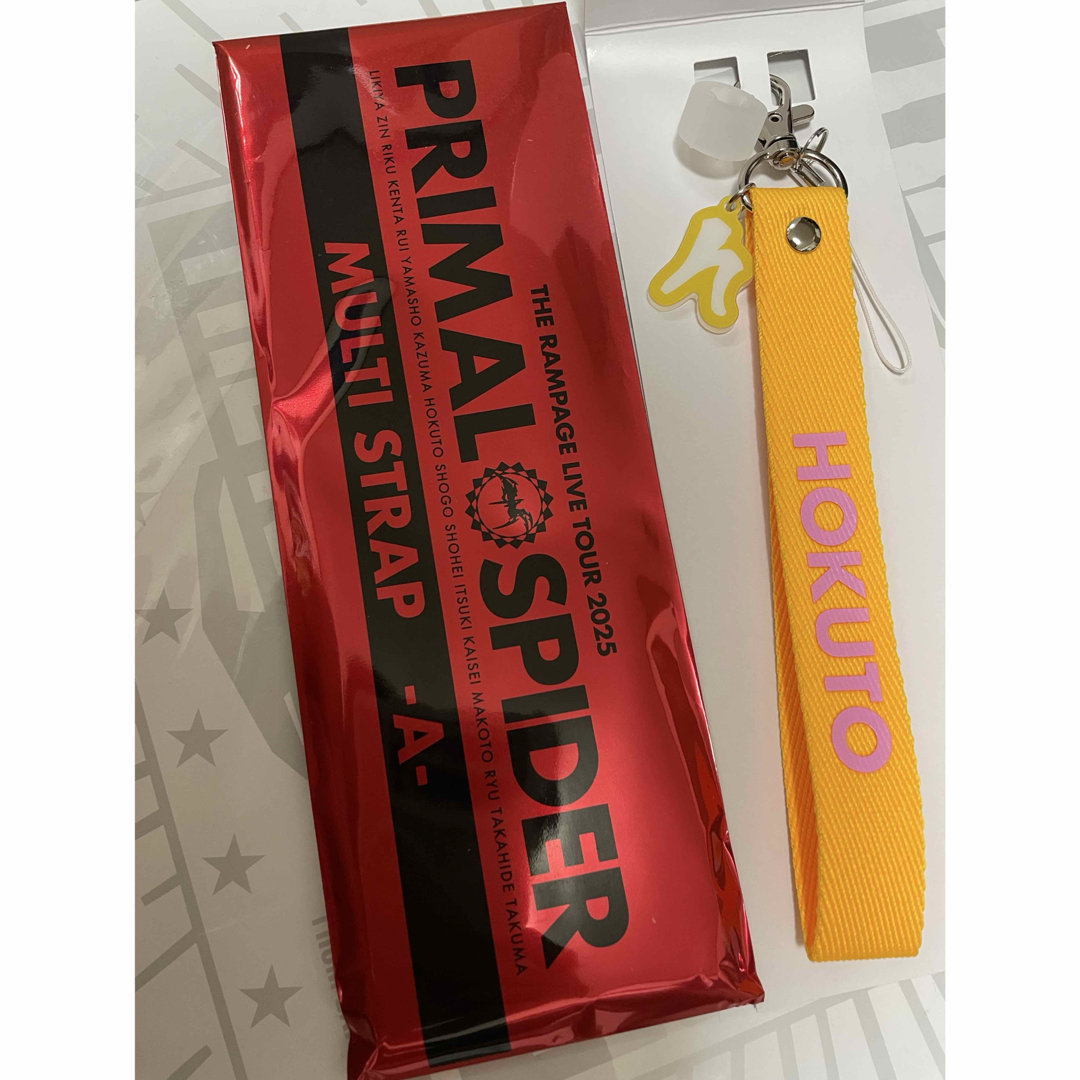 THE RAMPAGE LIVE TOUR 2025
PRIMAL SPIDER
LIKIYA ZIN RIKU KENTA RUI YAMASHO KAZUMA HOKUTO SHOGO SHOHEI ITSUKI KAISEI MAKOTO RYU TAKAHIDE TAKUMA
MULTI STRAP -A-
HOKUTO